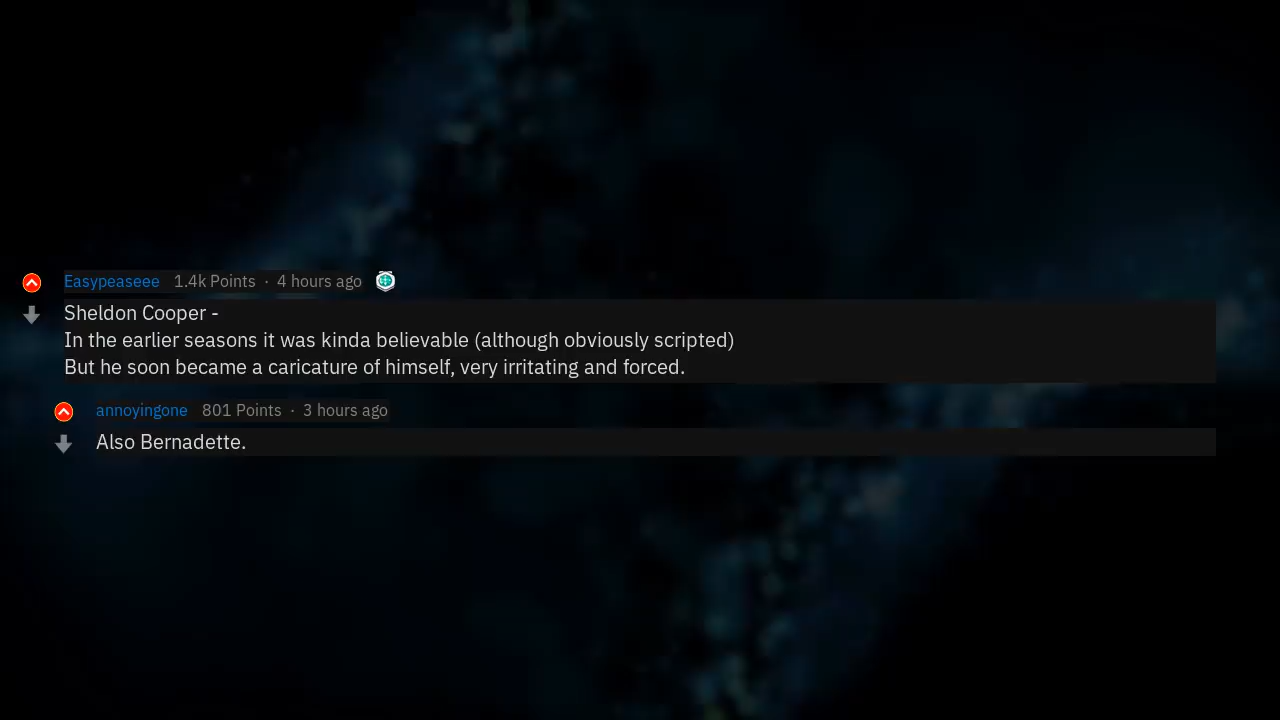 Easypeaseee 1.4k Points · 4 hours ago
Sheldon Cooper -
In the earlier seasons it was kinda believable (although obviously scripted)
But he soon became a caricature of himself, very irritating and forced.
annoyingone 801 Points · 3 hours ago
Also Bernadette.